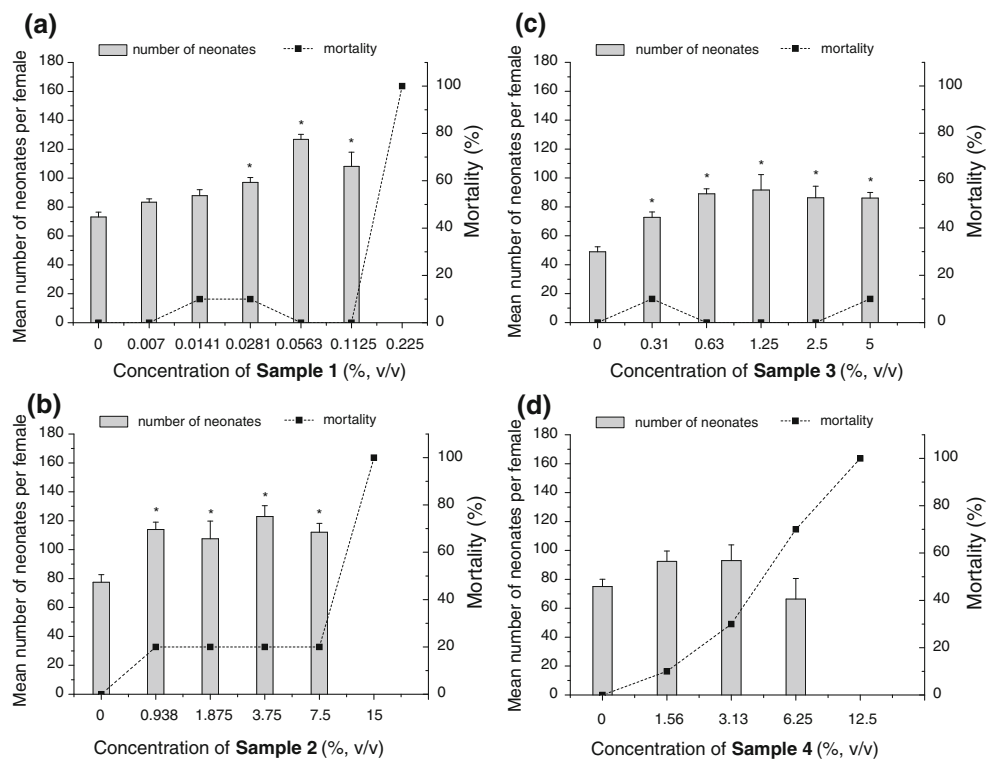 (a)
number of neonates mortality
Mean number of neonates per female
180
160
140
120
100
80
60
40
20
0
* * *
100
80
60
40
20
0
Mortality (%)
0 0.007 0.0141 0.0281 0.0563 0.1125 0.225
Concentration of Sample 1 (%, v/v)
(c)
number of neonates mortality
Mean number of neonates per female
180
160
140
120
100
80
60
40
20
0
* * * * *
100
80
60
40
20
0
Mortality (%)
0 0.31 0.63 1.25 2.5 5
Concentration of Sample 3 (%, v/v)
(b)
number of neonates mortality
Mean number of neonates per female
180
160
140
120
100
80
60
40
20
0
* * * *
100
80
60
40
20
0
Mortality (%)
0 0.938 1.875 3.75 7.5 15
Concentration of Sample 2 (%, v/v)
(d)
number of neonates mortality
Mean number of neonates per female
180
160
140
120
100
80
60
40
20
0
100
80
60
40
20
0
Mortality (%)
0 1.56 3.13 6.25 12.5
Concentration of Sample 4 (%, v/v)